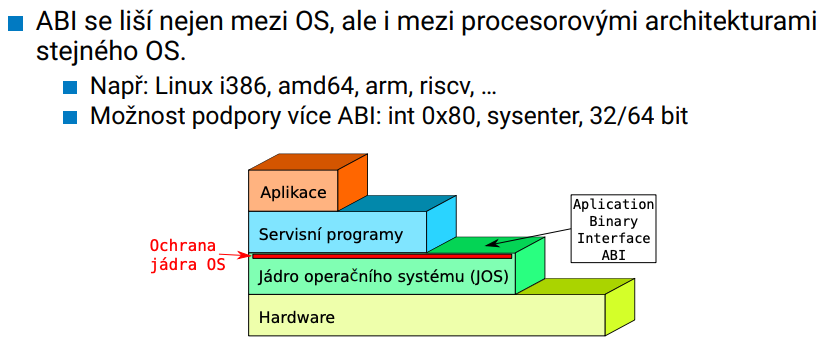 ABI se liší nejen mezi OS, ale i mezi procesorovými architekturami
stejného OS.
Např: Linux i386, amd64, arm, riscv, …
Možnost podpory více ABI: int 0x80, sysenter, 32/64 bit
Aplikace
Servisní programy
Aplication
Binary
Interface
ABI
Ochrana
jádra OS
Jádro operačního systému (JOS)
Hardware